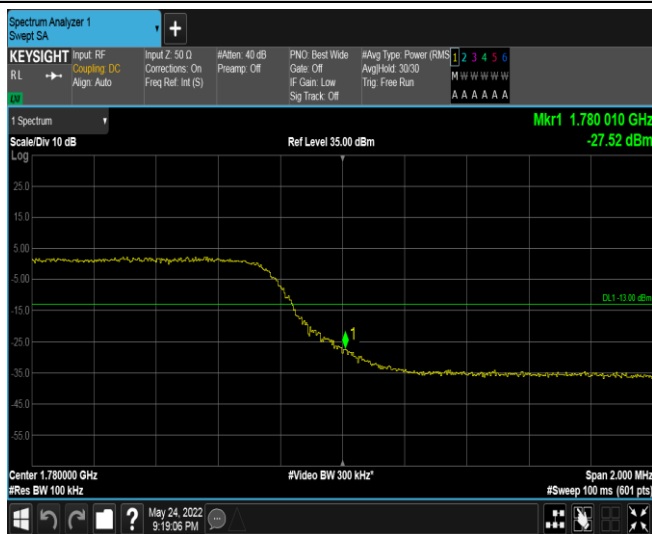 Spectrum Analyzer 1
Swept SA
KEYSIGHT
RL
Input: RF
Coupling: DC
Align: Auto
Input Z: 50 Ω
Corrections: On
Freq Ref: Int (S)
#Atten: 40 dB
Preamp: Off
PNO: Best Wide
Gate: Off
IF Gain: Low
Sig Track: Off
#Avg Type: Power (RMS
Avg|Hold: 30/30
Trig: Free Run
1 2 3 4 5 6
M W W W W W
A A A A A A
1 Spectrum
Scale/Div 10 dB
Ref Level 35.00 dBm
Mkr1 1.780 010 GHz
-27.52 dBm
Log
25.0
15.0
5.00
-5.00
-15.0
-25.0
-35.0
-45.0
-55.0
DL1 -13.00 dBm
1
Center 1.780000 GHz
#Video BW 300 kHz*
Span 2.000 MHz
#Res BW 100 kHz
#Sweep 100 ms (601 pts)
?
May 24, 2022
9:19:06 PM